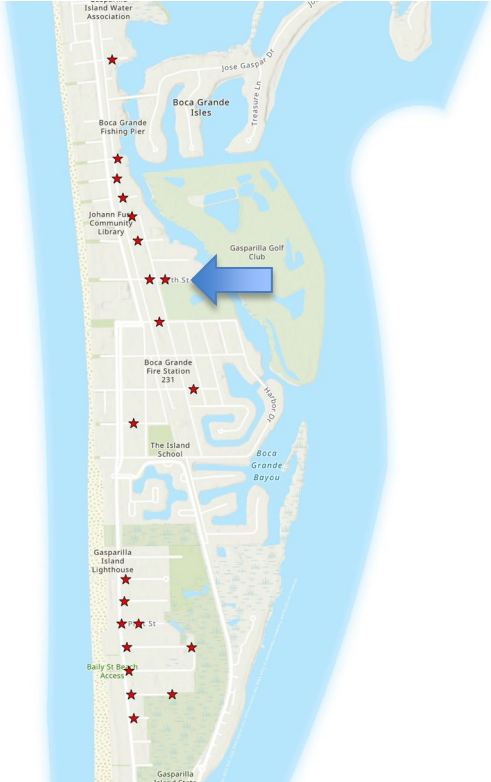 Island Water
Association
Jose Gaspar Dr
Treasure Ln
Boca Grande
Isles
Boca Grande
Fishing Pier
Johann Fu
Community
Library
Gasparilla Golf
Club
th St
Boca Grande
Fire Station
231
Harbor Dr
The Island
School
Boca
Grande
Bayou
Gasparilla
Island
Lighthouse
St
Baily St Beach
Access
Gasparilla